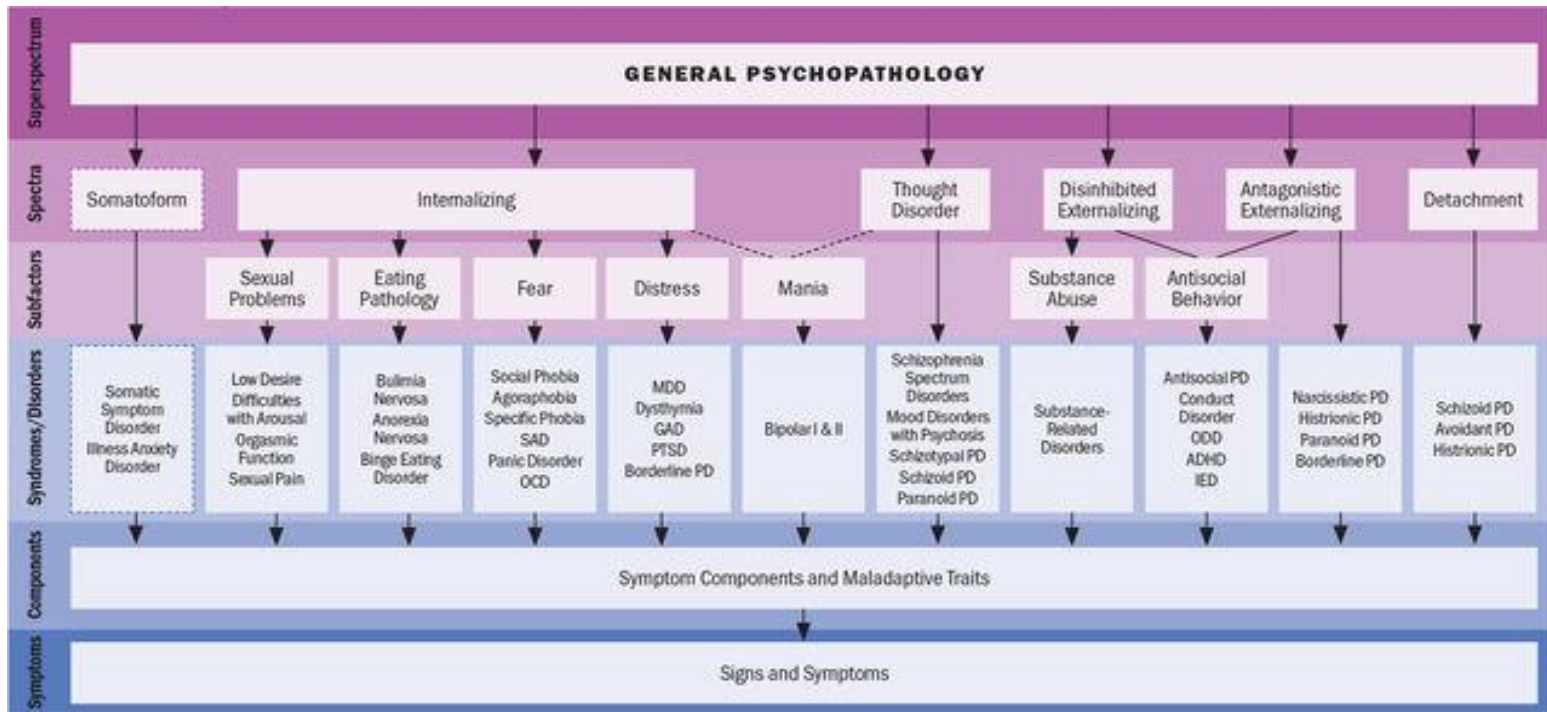 Superspectrum
GENERAL PSYCHOPATHOLOGY
Spectra
Somatoform
Internalizing
Thought
Disorder
Disinhibited
Externalizing
Antagonistic
Externalizing
Detachment
Subfactors
Sexual
Problems
Eating
Pathology
Fear
Distress
Mania
Substance
Abuse
Antisocial
Behavior
Syndromes/Disorders
Somatic
Symptom
Disorder
Illness Anxiety
Disorder
Low Desire
Difficulties
with Arousal
Orgasmic
Function
Sexual Pain
Bulimia
Nervosa
Anorexia
Nervosa
Binge Eating
Disorder
Social Phobia
Agoraphobia
Specific Phobia
SAD
Panic Disorder
OCD
MDD
Dysthymia
GAD
PTSD
Borderline PD
Bipolar I & II
Schizophrenia
Spectrum
Disorders
Mood Disorders
with Psychosis
Schizotypal PD
Schizoid PD
Paranoid PD
Substance-
Related
Disorders
Antisocial PD
Conduct
Disorder
ODD
ADHD
IED
Narcissistic PD
Histrionic PD
Paranoid PD
Borderline PD
Schizoid PD
Avoidant PD
Histrionic PD
Components
Symptom Components and Maladaptive Traits
Symptoms
Signs and Symptoms